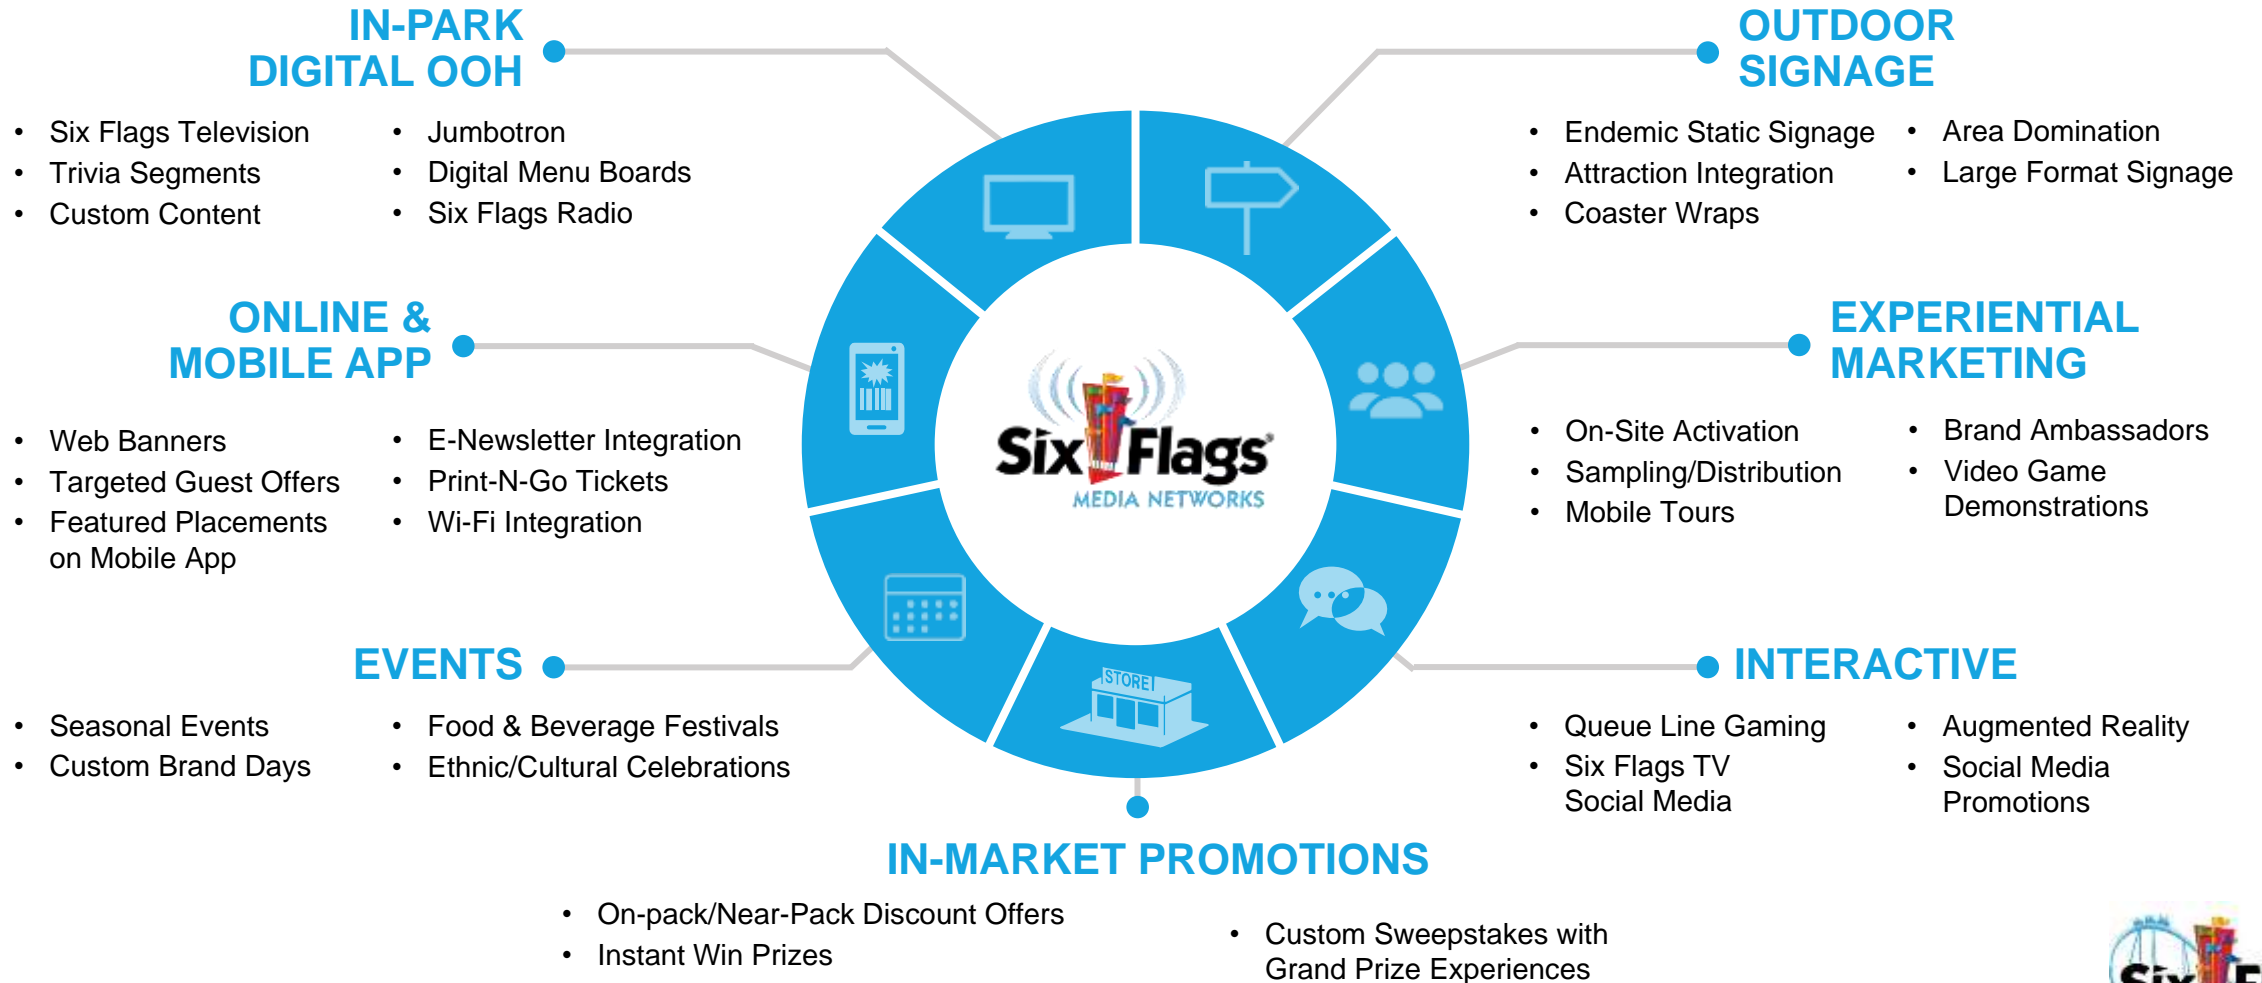 IN-PARK
DIGITAL OOH
• Six Flags Television
• Trivia Segments
• Custom Content
• Jumbotron
• Digital Menu Boards
• Six Flags Radio
OUTDOOR
SIGNAGE
• Endemic Static Signage
• Attraction Integration
• Coaster Wraps
• Area Domination
• Large Format Signage
ONLINE &
MOBILE APP
• Web Banners
• Targeted Guest Offers
• Featured Placements
on Mobile App
• E-Newsletter Integration
• Print-N-Go Tickets
• Wi-Fi Integration
Six Flags®
MEDIA NETWORKS
EXPERIENTIAL
MARKETING
• On-Site Activation
• Sampling/Distribution
• Mobile Tours
• Brand Ambassadors
• Video Game
Demonstrations
EVENTS
• Seasonal Events
• Custom Brand Days
• Food & Beverage Festivals
• Ethnic/Cultural Celebrations
STORE
INTERACTIVE
• Queue Line Gaming
• Six Flags TV
Social Media
• Augmented Reality
• Social Media
Promotions
IN-MARKET PROMOTIONS
• On-pack/Near-Pack Discount Offers
• Instant Win Prizes
• Custom Sweepstakes with
Grand Prize Experiences
Six